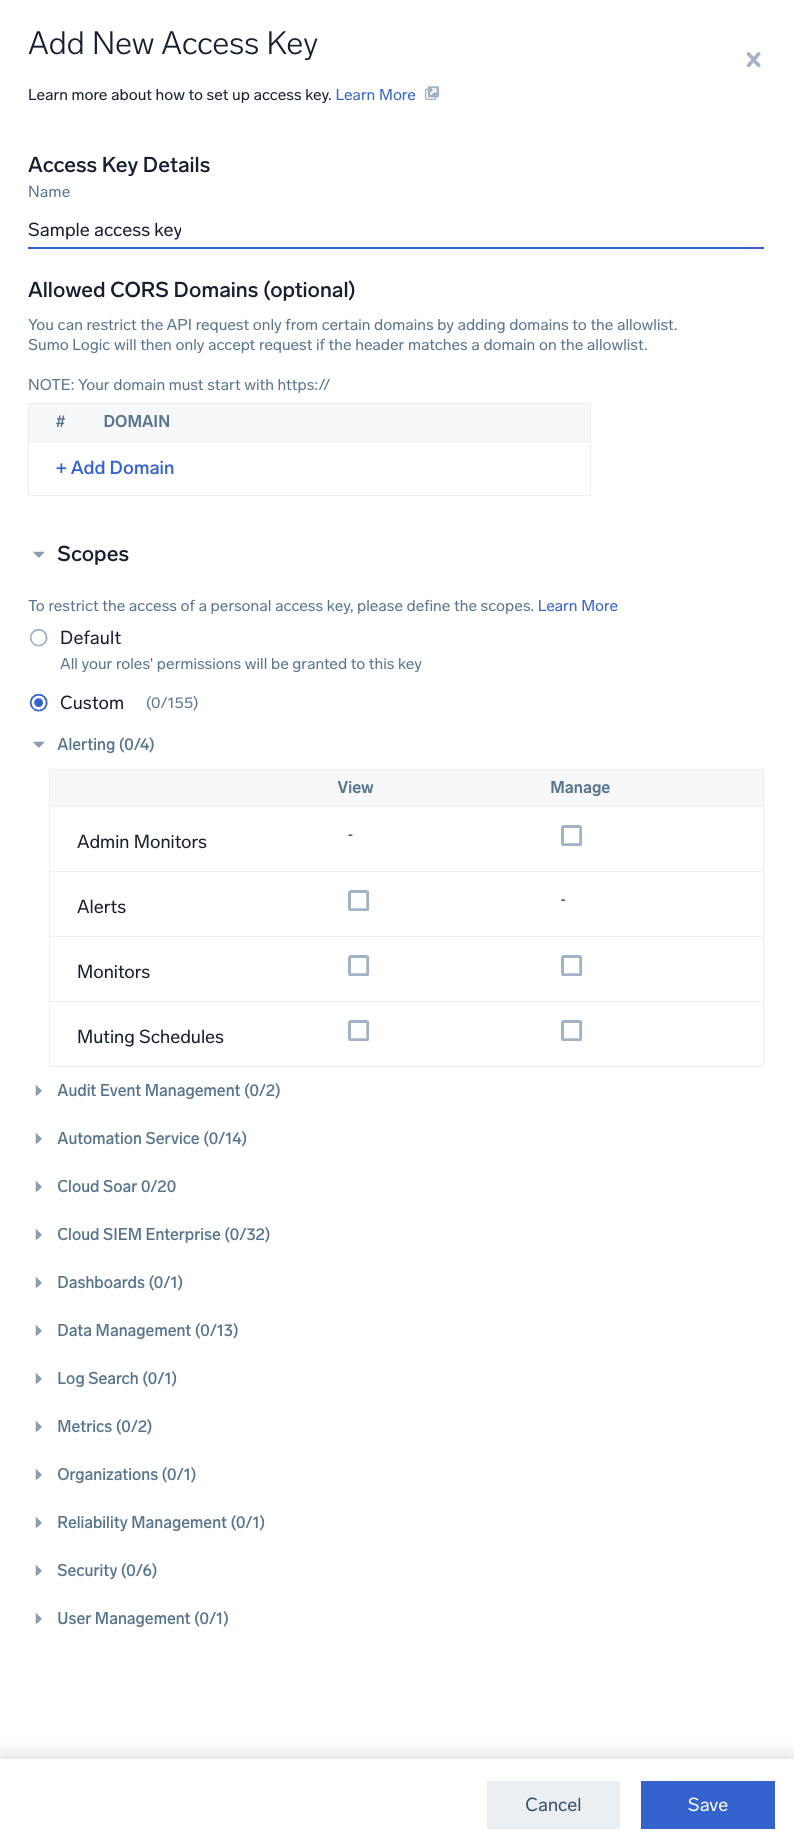 Add New Access Key
Learn more about how to set up access key. Learn More
Access Key Details
Name
Sample access key
Allowed CORS Domains (optional)
You can restrict the API request only from certain domains by adding domains to the allowlist.
Sumo Logic will then only accept request if the header matches a domain on the allowlist.
NOTE: Your domain must start with https://
# DOMAIN
+ Add Domain
Scopes
To restrict the access of a personal access key, please define the scopes. Learn More
Default
All your roles' permissions will be granted to this key
Custom (0/155)
Alerting (0/4)
View Manage
Admin Monitors -
Alerts -
Monitors
Muting Schedules
Audit Event Management (0/2)
Automation Service (0/14)
Cloud Soar 0/20
Cloud SIEM Enterprise (0/32)
Dashboards (0/1)
Data Management (0/13)
Log Search (0/1)
Metrics (0/2)
Organizations (0/1)
Reliability Management (0/1)
Security (0/6)
User Management (0/1)
Cancel Save